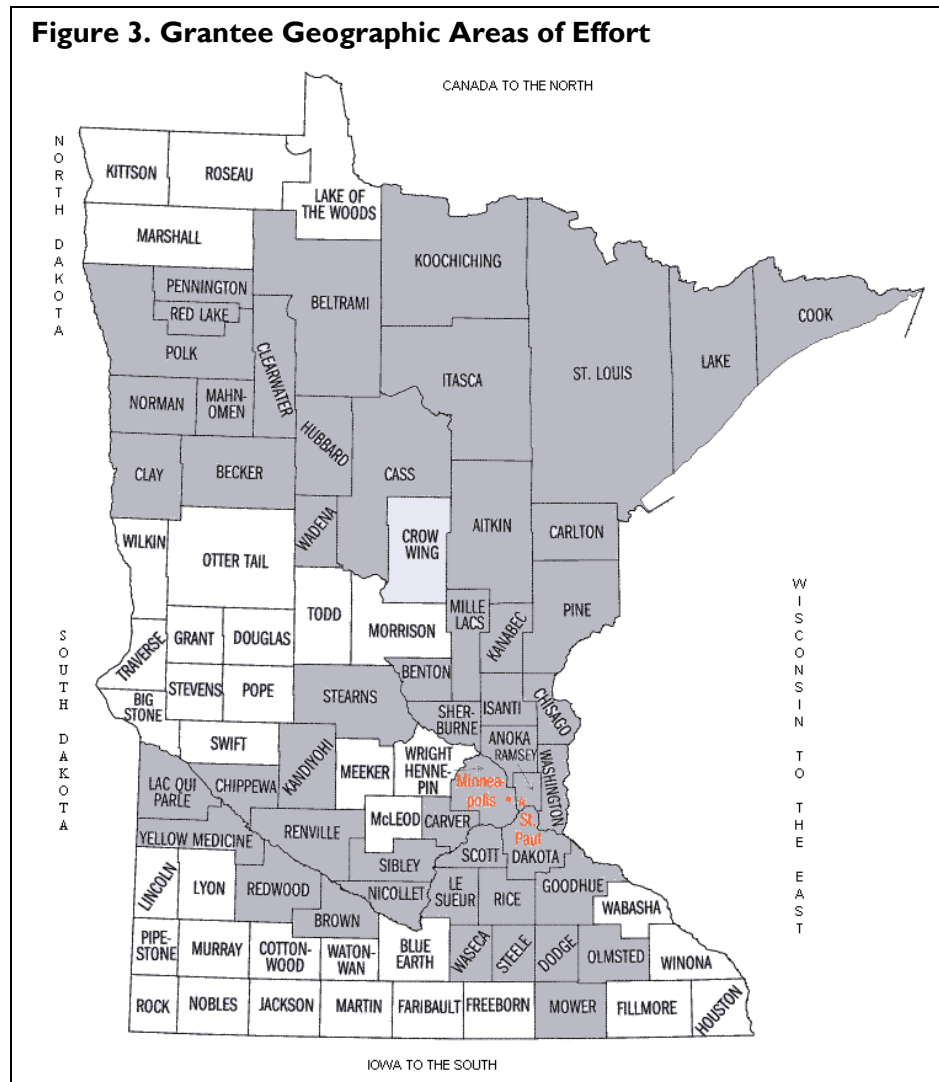 Figure 3. Grantee Geographic Areas of Effort
CANADA TO THE NORTH
NORTH DAKOTA
KITTSON
ROSEAU
LAKE OF
THE WOODS
MARSHALL
KOOCHICHING
PENNINGTON
BELTRAMI
RED LAKE
COOK
POLK
CLEARWATER
LAKE
ITASCA
ST. LOUIS
NORMAN
MAHN-
OMEN
HUBBARD
CLAY
BECKER
CASS
WADENA
AITKIN
CROW
WING
CARLTON
WILKIN
OTTER TAIL
WISCONSIN TO THE EAST
TODD
MILLE
LACS
PINE
KANABEC
MORRISON
GRANT
DOUGLAS
TRAVERSE
SOUTH DAKOTA
BENTON
STEVENS
POPE
STEARNS
BIG
STONE
ISANTI
CHISAGO
SHER-
BURNE
SWIFT
ANOKA
RAMSEY
KANDIYOHI
WRIGHT
HENNE-
PIN
WASHINGTON
MEEKER
Minnea-
polis
LAC QUI
PARLE
CHIPPEWA
McLEOD
CARVER
St.
Paul
RENVILLE
YELLOW MEDICINE
SCOTT
DAKOTA
SIBLEY
LINCOLN
LYON
REDWOOD
NICOLLET
LE
SUEUR
RICE
GOODHUE
WABASHA
BROWN
PIPE-
STONE
MURRAY
COTTON-
WOOD
WATON-
WAN
BLUE
EARTH
WASECA
STEELE
DODGE
OLMSTED
WINONA
ROCK
NOBLES
JACKSON
MARTIN
FARIBAULT
FREEBORN
MOWER
FILLMORE
HOUSTON
IOWA TO THE SOUTH